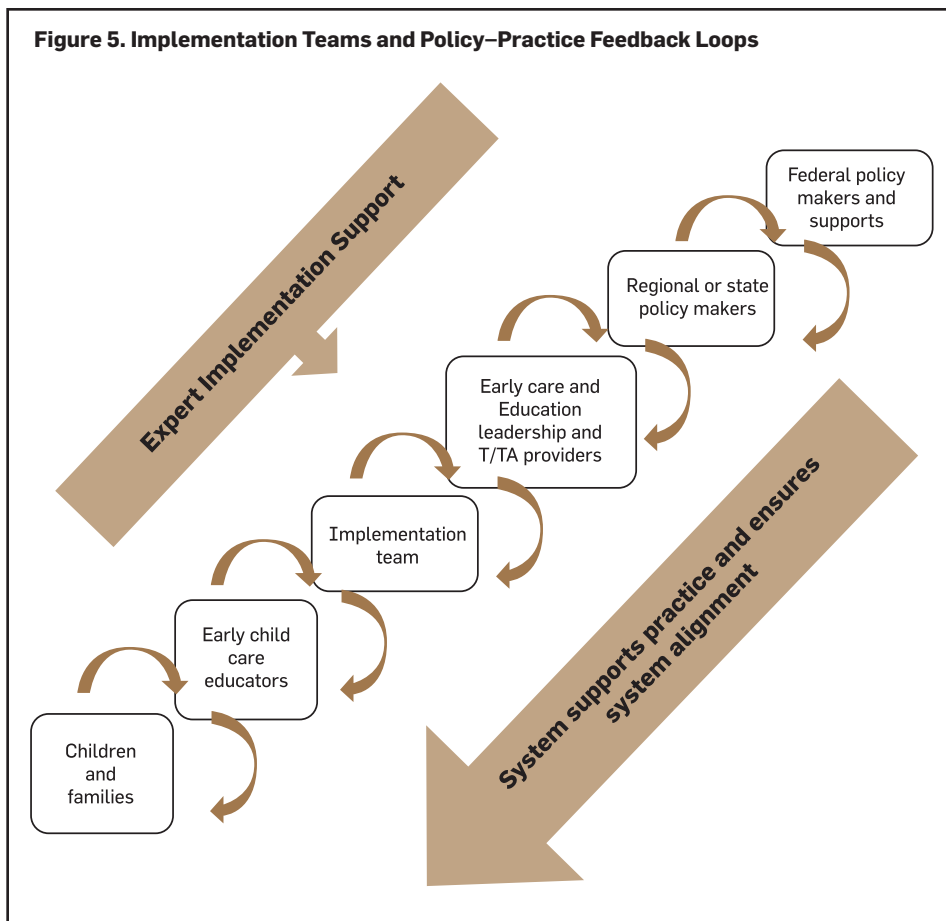 Figure 5. Implementation Teams and Policy–Practice Feedback Loops
Expert Implementation Support
Federal policy
makers and
supports
Regional or state
policy makers
Early care and
Education
leadership and
T/TA providers
Implementation
team
Early child
care
educators
Children
and
families
System supports practice and ensures
system alignment